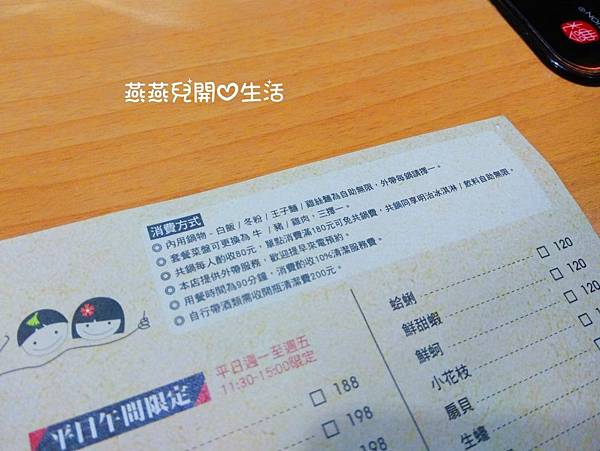 燕燕兒開♡生活
消費方式
◎ 內用鍋物 - 白飯 / 冬粉 / 王子麵 / 雞絲麵為自助無限，外帶每鍋請擇一。
◎ 套餐菜盤可更換為 牛 / 豬 / 雞肉，三擇一。
◎ 共鍋每人酌收80元，單點消費滿180元可免共鍋費，共鍋同享明治冰淇淋 / 飲料自助無限。
◎ 本店提供外帶服務，歡迎提早來電預約。
◎ 用餐時間為90分鐘，消費酌收10%清潔服務費。
◎ 自行帶酒類需收開瓶清潔費200元。
平日週一至週五
11:30-15:00限定
平日午間限定
□ 188
□ 198
198
□ 120
蛤蜊 □ 120
鮮甜蝦 □ 120
鮮蚵
小花枝
扇貝
生蠔